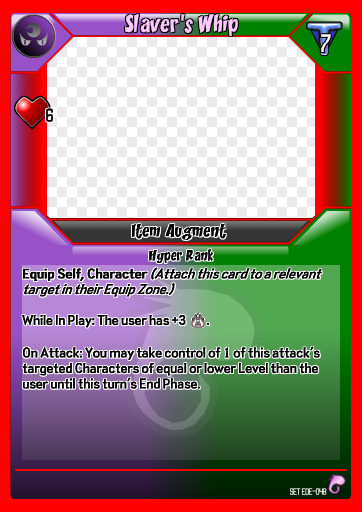 Slaver's Whip
7
6
Item Augment
Hyper Rank
Equip Self, Character (Attach this card to a relevant
target in their Equip Zone.)
While In Play: The user has +3 .
On Attack: You may take control of 1 of this attack's
targeted Characters of equal or lower Level than the
user until this turn's End Phase.
SET EDE-048